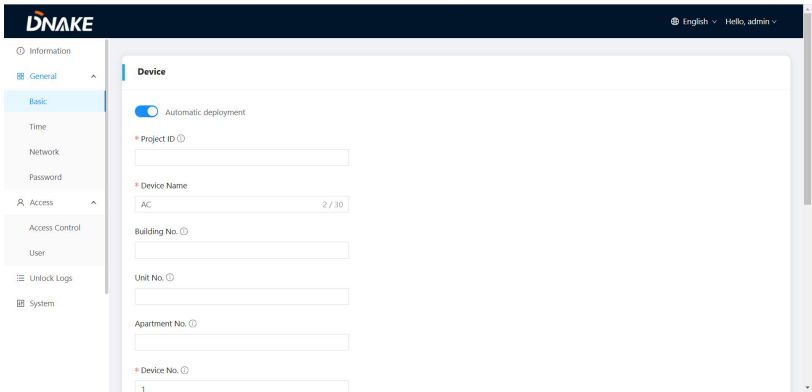 DNAKE
English
Hello, admin
Information
General
Basic
Time
Network
Password
Access
Access Control
User
Unlock Logs
System
Device
Automatic deployment
* Project ID
* Device Name
AC 2 / 30
Building No.
Unit No.
Apartment No.
* Device No.
1